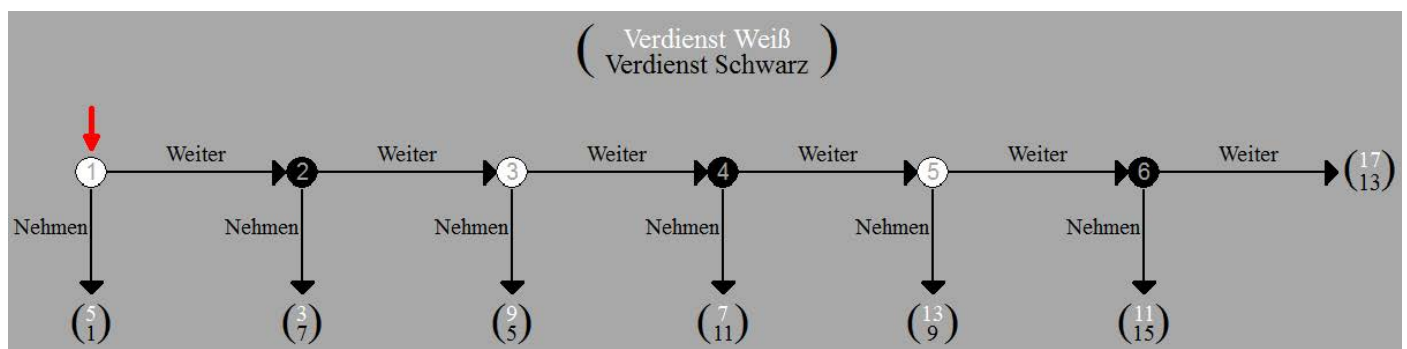 Verdienst Weiß
Verdienst Schwarz
Weiter Weiter Weiter Weiter Weiter Weiter
1 2 3 4 5 6 17
13
Nehmen Nehmen Nehmen Nehmen Nehmen Nehmen
5 3 9 7 13 11
1 7 5 11 9 15